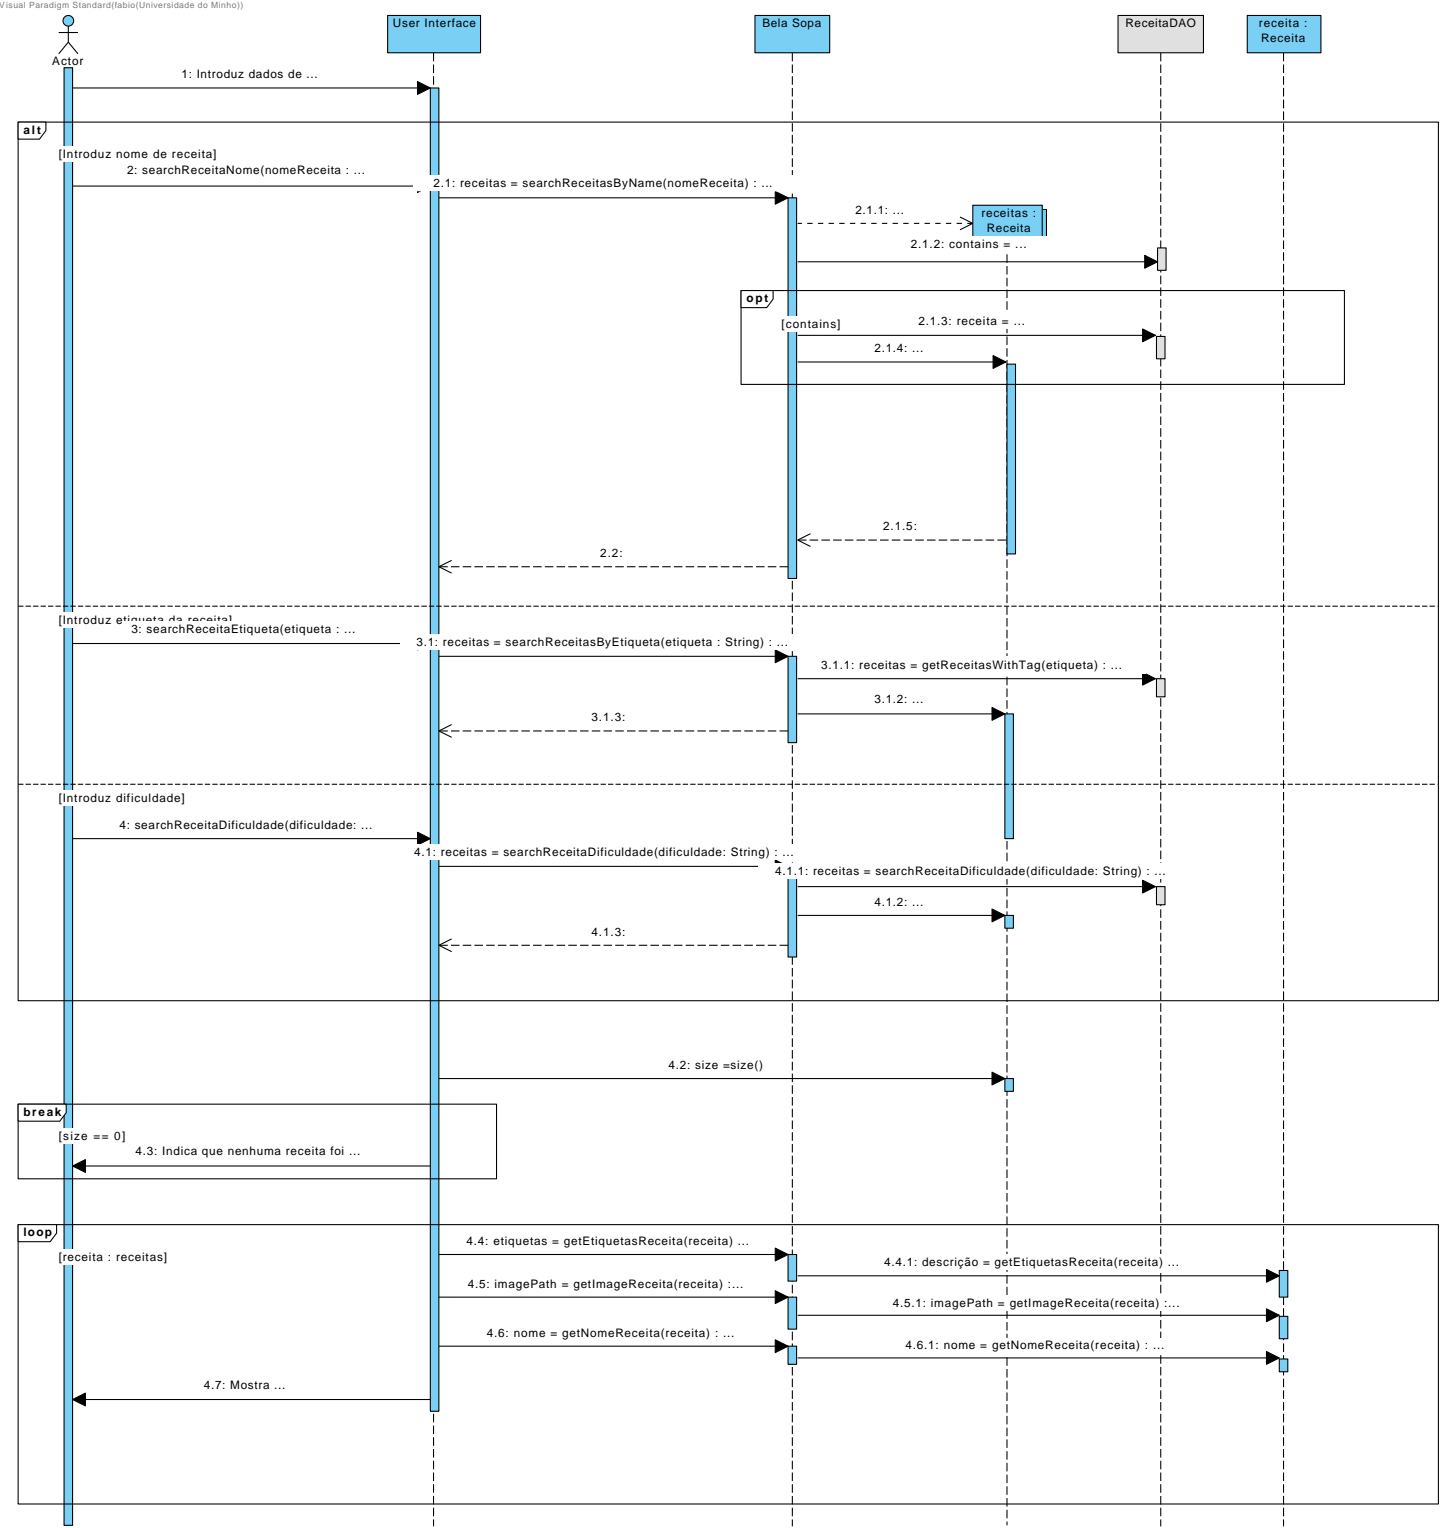 Visual Paradigm Standard(fabio(Universidade do Minho))
Actor
User Interface
Bela Sopa
ReceitaDAO
receita :
Receita
1: Introduz dados de ...
alt
[Introduz nome de receita]
2: searchReceitaNome(nomeReceita : ...
2.1: receitas = searchReceitasByName(nomeReceita) : ...
2.1.1: ...
receitas :
Receita
2.1.2: contains = ...
opt
[contains]
2.1.3: receita = ...
2.1.4: ...
2.1.5:
2.2:
[Introduz etiqueta da receita]
3: searchReceitaEtiqueta(etiqueta : ...
3.1: receitas = searchReceitasByEtiqueta(etiqueta : String) : ...
3.1.1: receitas = getReceitasWithTag(etiqueta) : ...
3.1.2: ...
3.1.3:
[Introduz dificuldade]
4: searchReceitaDificuldade(dificuldade: ...
4.1: receitas = searchReceitaDificuldade(dificuldade: String) : ...
4.1.1: receitas = searchReceitaDificuldade(dificuldade: String) : ...
4.1.2: ...
4.1.3:
4.2: size =size()
break
[size == 0]
4.3: Indica que nenhuma receita foi ...
loop
[receita : receitas]
4.4: etiquetas = getEtiquetasReceita(receita) ...
4.4.1: descrição = getEtiquetasReceita(receita) ...
4.5: imagePath = getImageReceita(receita) :...
4.5.1: imagePath = getImageReceita(receita) :...
4.6: nome = getNomeReceita(receita) : ...
4.6.1: nome = getNomeReceita(receita) : ...
4.7: Mostra ...